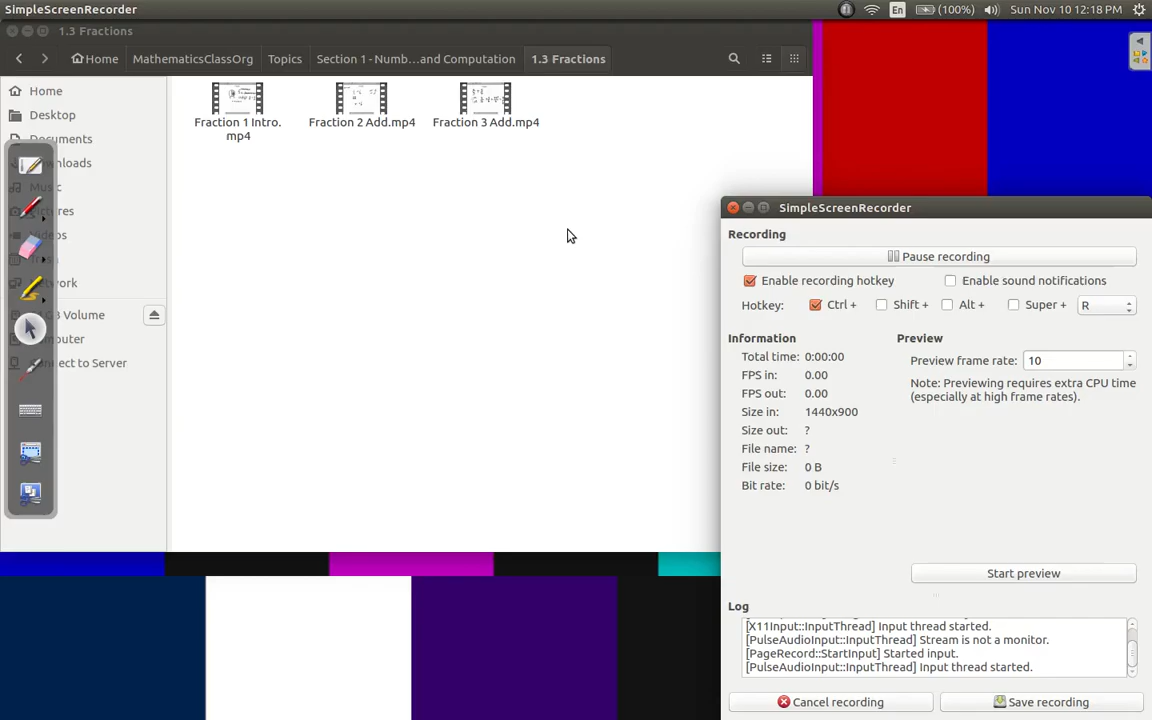 SimpleScreenRecorder
En
(100%)
Sun Nov 10 12:18 PM
1.3 Fractions
Home
MathematicsClassOrg
Topics
Section 1 - Numb...and Computation
1.3 Fractions
Home
Desktop
Documents
Fraction 1 Intro.
mp4
Fraction 2 Add.mp4
Fraction 3 Add.mp4
SimpleScreenRecorder
Recording
Pause recording
Enable recording hotkey
Enable sound notifications
Hotkey:
Ctrl +
Shift +
Alt +
Super +
R
Information
Total time: 0:00:00
FPS in: 0.00
FPS out: 0.00
Size in: 1440x900
Size out: ?
File name: ?
File size: 0 B
Bit rate: 0 bit/s
Preview
Preview frame rate: 10
Note: Previewing requires extra CPU time
(especially at high frame rates).
Start preview
Log
[X11Input::InputThread] Input thread started.
[PulseAudioInput::InputThread] Stream is not a monitor.
[PageRecord::StartInput] Started input.
[PulseAudioInput::InputThread] Input thread started.
Cancel recording
Save recording
Volume
to Server